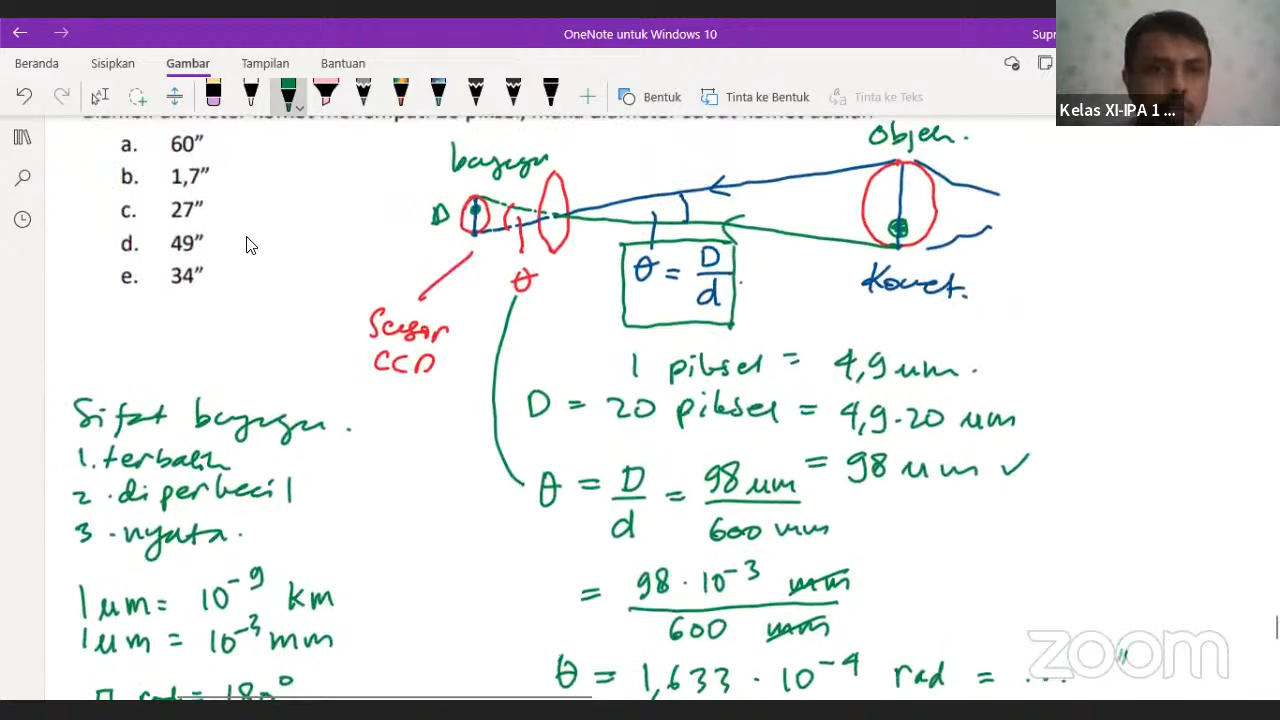 OneNote untuk Windows 10
Supr
Beranda
Sisipkan
Gambar
Tampilan
Bantuan
Bentuk
Tinta ke Bentuk
Tinta ke Teks
Kelas XI-IPA 1 ...
a. 60”
b. 1,7”
c. 27”
d. 49”
e. 34”
bayangan
Objek.
D
θ
θ = D/d
Komet.
CCD
1 piksel = 4,9 um.
D = 20 piksel = 4,9.20 um
= 98 um ✓
θ = D/d = 98 um / 600 mm
= 98 . 10⁻³ mm / 600 mm
θ = 1,633 . 10⁻⁴ rad = ... "
Sifat bayangan.
1. terbalik
2. diperkecil
3. nyata.
1 um = 10⁻⁹ km
1 um = 10⁻³ mm
π rad = 180°
zoom